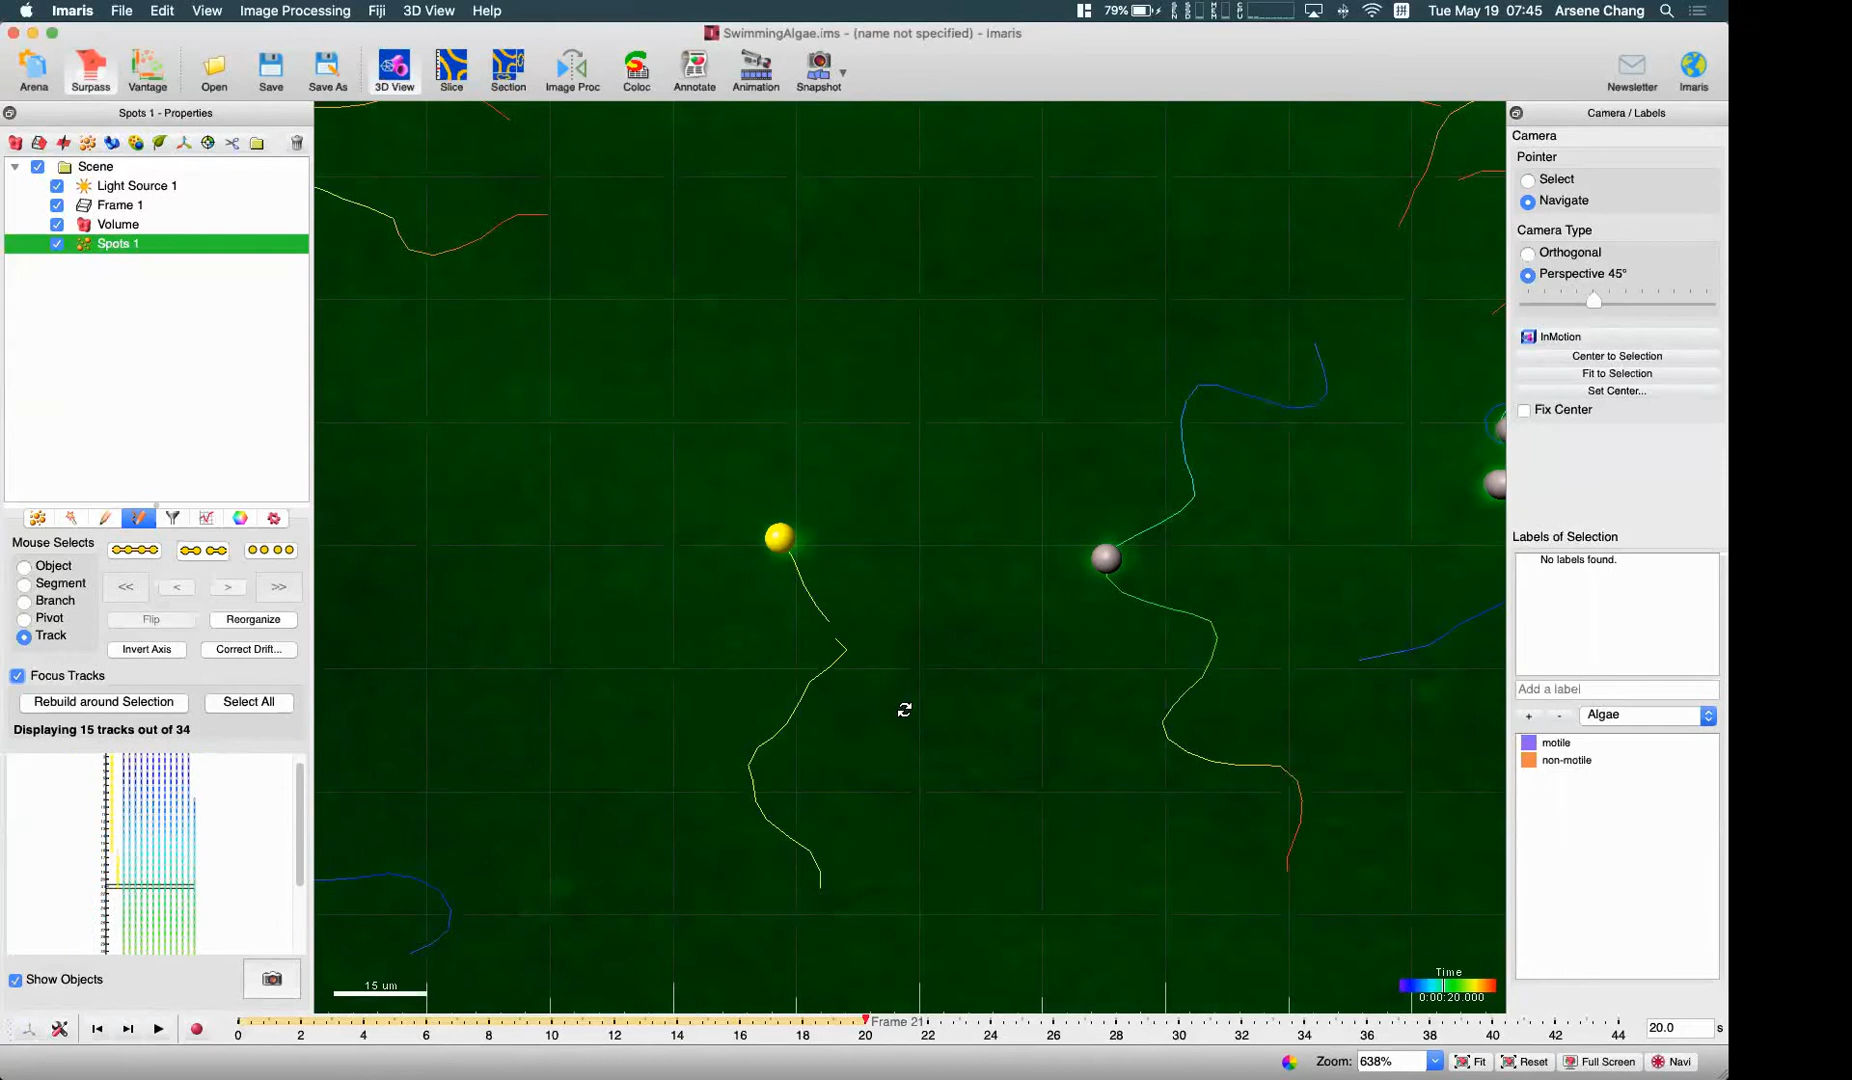 Imaris File Edit View Image Processing Fiji 3D View Help
79% Tue May 19 07:45 Arsene Chang
SwimmingAlgae.ims - (name not specified) - Imaris
Arena Surpass Vantage Open Save Save As 3D View Slice Section Image Proc Coloc Annotate Animation Snapshot Newsletter Imaris
Spots 1 - Properties
Scene
Light Source 1
Frame 1
Volume
Spots 1
Mouse Selects
Object
Segment
Branch
Pivot
Track
<< < > >>
Flip Reorganize
Invert Axis Correct Drift...
Focus Tracks
Rebuild around Selection Select All
Displaying 15 tracks out of 34
Show Objects
15 um
Time
0:00:20.000
Camera / Labels
Camera
Pointer
Select
Navigate
Camera Type
Orthogonal
Perspective 45°
InMotion
Center to Selection
Fit to Selection
Set Center...
Fix Center
Labels of Selection
No labels found.
Add a label
+ - Algae
motile
non-motile
Frame 21
0 2 4 6 8 10 12 14 16 18 20 22 24 26 28 30 32 34 36 38 40 42 44
20.0 s
Zoom: 638% Fit Reset Full Screen Navi